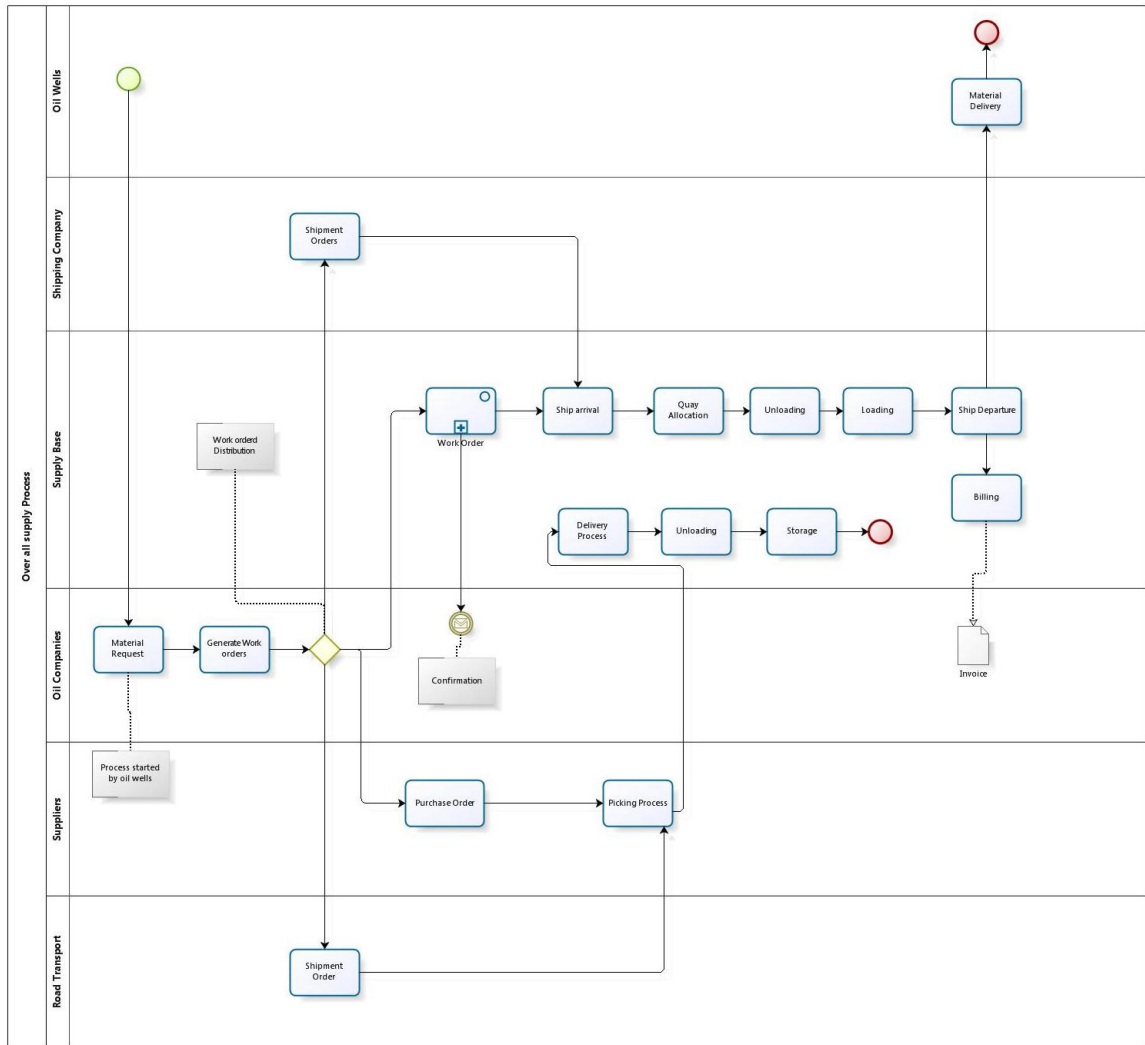 Over all supply Process
Oil Wells
Material
Delivery
Shipping Company
Shipment
Orders
Supply Base
Work orderd
Distribution
Work Order
Ship arrival
Quay
Allocation
Unloading
Loading
Ship Departure
Billing
Delivery
Process
Unloading
Storage
Oil Companies
Material
Request
Generate Work
orders
Confirmation
Invoice
Suppliers
Process started
by oil wells
Purchase Order
Picking Process
Road Transport
Shipment
Order